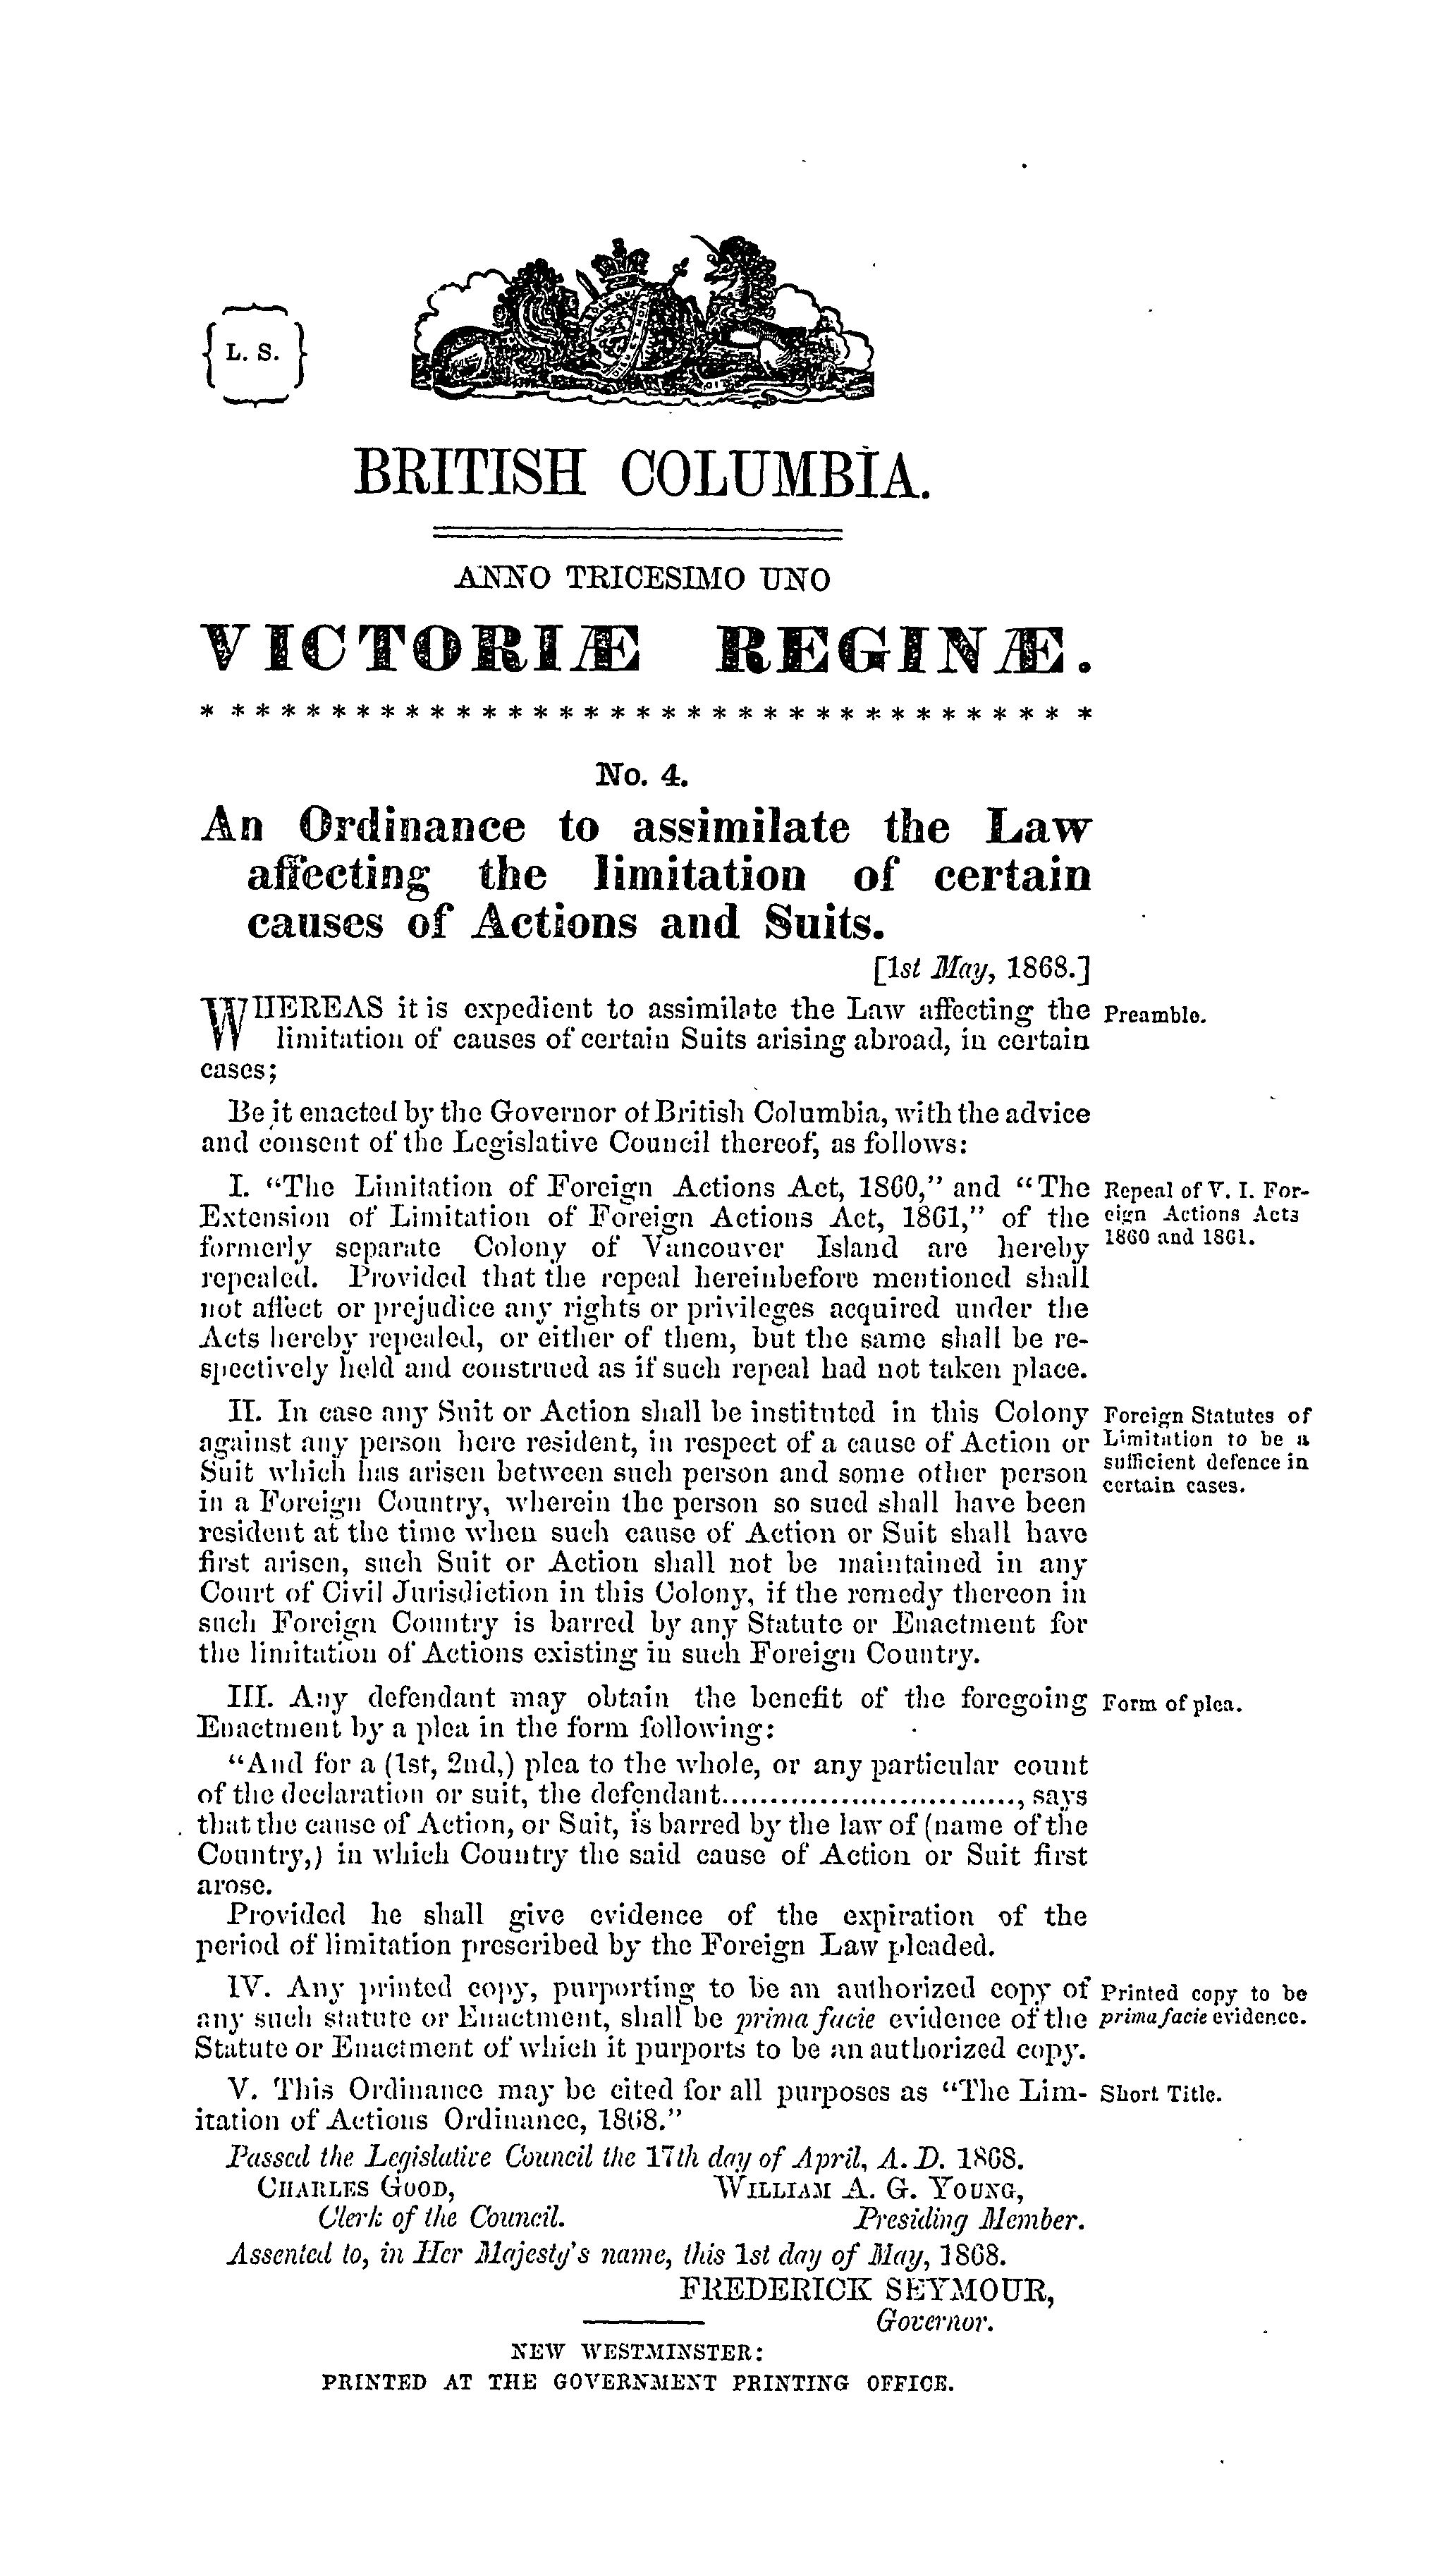 L. S.
BRITISH COLUMBIA.
ANNO TRICESIMO UNO
VICTORIÆ REGINÆ.
* * * * * * * * * * * * * * * * * * * * * * * * * * * * * * * * * * *
No. 4.
An Ordinance to assimilate the Law
affecting the limitation of certain
causes of Actions and Suits.
[1st May, 1868.]
WHEREAS it is expedient to assimilate the Law affecting the
limitation of causes of certain Suits arising abroad, in certain
cases;
Preamble.
Be it enacted by the Governor of British Columbia, with the advice
and consent of the Legislative Council thereof, as follows:
I. “The Limitation of Foreign Actions Act, 1860,” and “The
Extension of Limitation of Foreign Actions Act, 1861,” of the
formerly separate Colony of Vancouver Island are hereby
repealed. Provided that the repeal hereinbefore mentioned shall
not affect or prejudice any rights or privileges acquired under the
Acts hereby repealed, or either of them, but the same shall be re-
spectively held and construed as if such repeal had not taken place.
Repeal of V. I. For-
eign Actions Acts
1860 and 1861.
II. In case any Suit or Action shall be instituted in this Colony
against any person here resident, in respect of a cause of Action or
Suit which has arisen between such person and some other person
in a Foreign Country, wherein the person so sued shall have been
resident at the time when such cause of Action or Suit shall have
first arisen, such Suit or Action shall not be maintained in any
Court of Civil Jurisdiction in this Colony, if the remedy thereon in
such Foreign Country is barred by any Statute or Enactment for
the limitation of Actions existing in such Foreign Country.
Foreign Statutes of
Limitation to be a
sufficient defence in
certain cases.
III. Any defendant may obtain the benefit of the foregoing
Enactment by a plea in the form following:
Form of plea.
“And for a (1st, 2nd,) plea to the whole, or any particular count
of the declaration or suit, the defendant.............................., says
that the cause of Action, or Suit, is barred by the law of (name of the
Country,) in which Country the said cause of Action or Suit first
arose.
Provided he shall give evidence of the expiration of the
period of limitation prescribed by the Foreign Law pleaded.
IV. Any printed copy, purporting to be an authorized copy of
any such statute or Enactment, shall be prima facie evidence of the
Statute or Enactment of which it purports to be an authorized copy.
Printed copy to be
prima facie evidence.
V. This Ordinance may be cited for all purposes as “The Lim-
itation of Actions Ordinance, 1868.”
Short Title.
Passed the Legislative Council the 17th day of April, A. D. 1868.
CHARLES GOOD, WILLIAM A. G. YOUNG,
Clerk of the Council. Presiding Member.
Assented to, in Her Majesty's name, this 1st day of May, 1868.
FREDERICK SEYMOUR,
Governor.
NEW WESTMINSTER:
PRINTED AT THE GOVERNMENT PRINTING OFFICE.